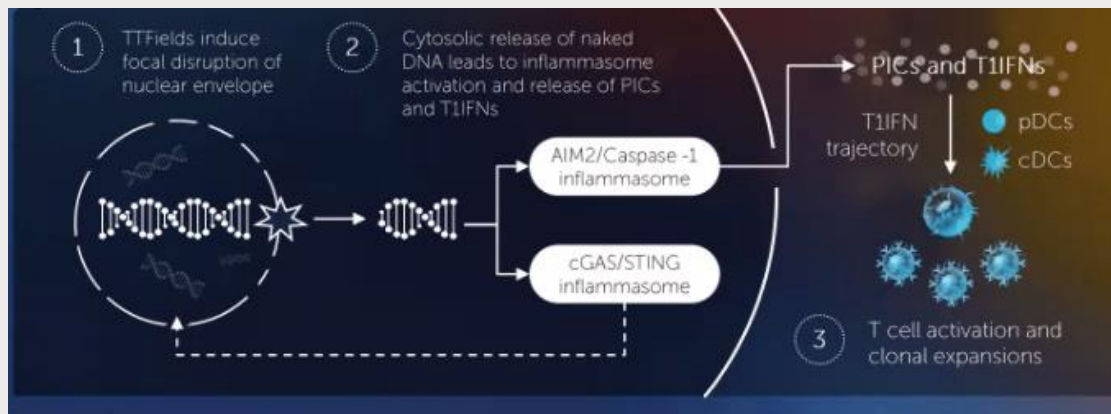 1
TTFields induce
focal disruption of
nuclear envelope
2
Cytosolic release of naked
DNA leads to inflammasome
activation and release of PICs
and T1IFNs
AIM2/Caspase -1
inflammasome
cGAS/STING
inflammasome
PICs and T1IFNs
T1IFN
trajectory
pDCs
cDCs
3
T cell activation and
clonal expansions